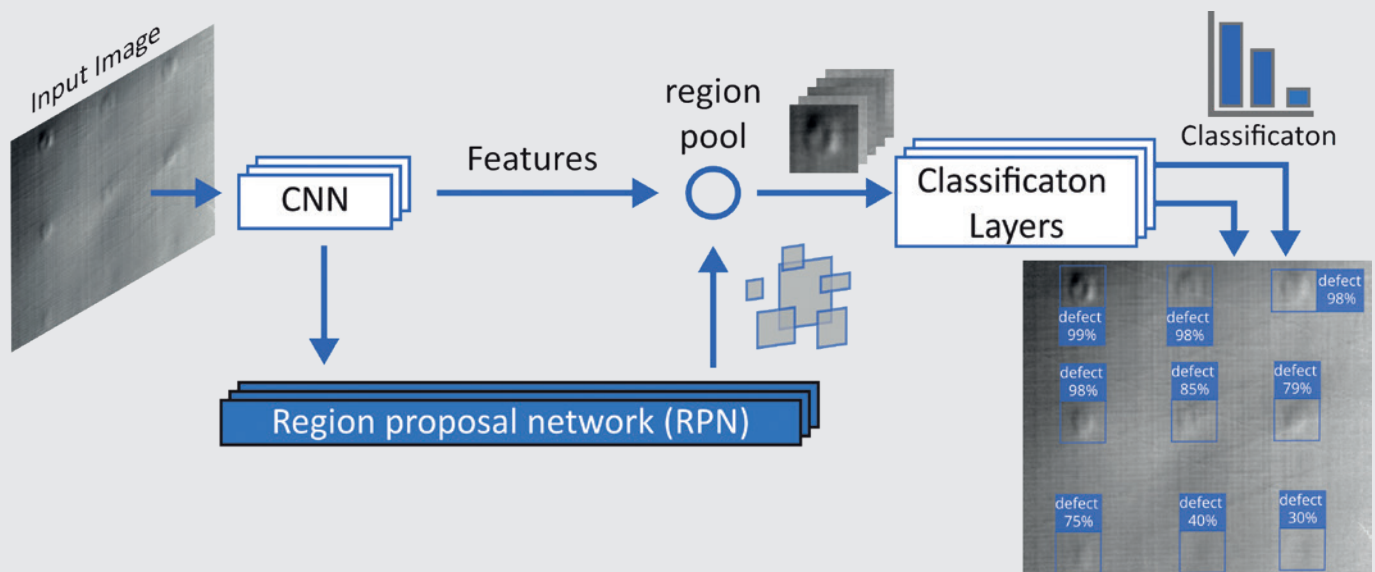 Input Image
CNN
Features
region
pool
Classificaton
Layers
Classificaton
Region proposal network (RPN)
defect
99%
defect
98%
defect
98%
defect
98%
defect
85%
defect
79%
defect
75%
defect
40%
defect
30%